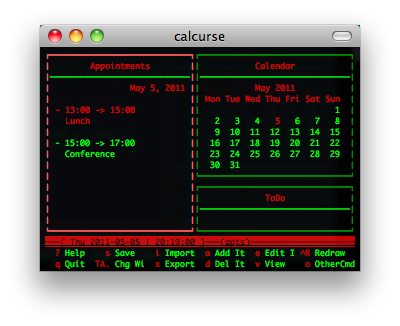 calcurse
Appointments
May 5, 2011
- 13:00 -> 15:00
Lunch
- 15:00 -> 17:00
Conference
Calendar
May 2011
Mon Tue Wed Thu Fri Sat Sun
1
2 3 4 5 6 7 8
9 10 11 12 13 14 15
16 17 18 19 20 21 22
23 24 25 26 27 28 29
30 31
ToDo
---[ Thu 2011-05-05 | 20:19:00 ]---(apts)
? Help s Save i Import a Add It e Edit I ^R Redraw
q Quit TA. Chg Wi x Export d Del It v View o OtherCmd